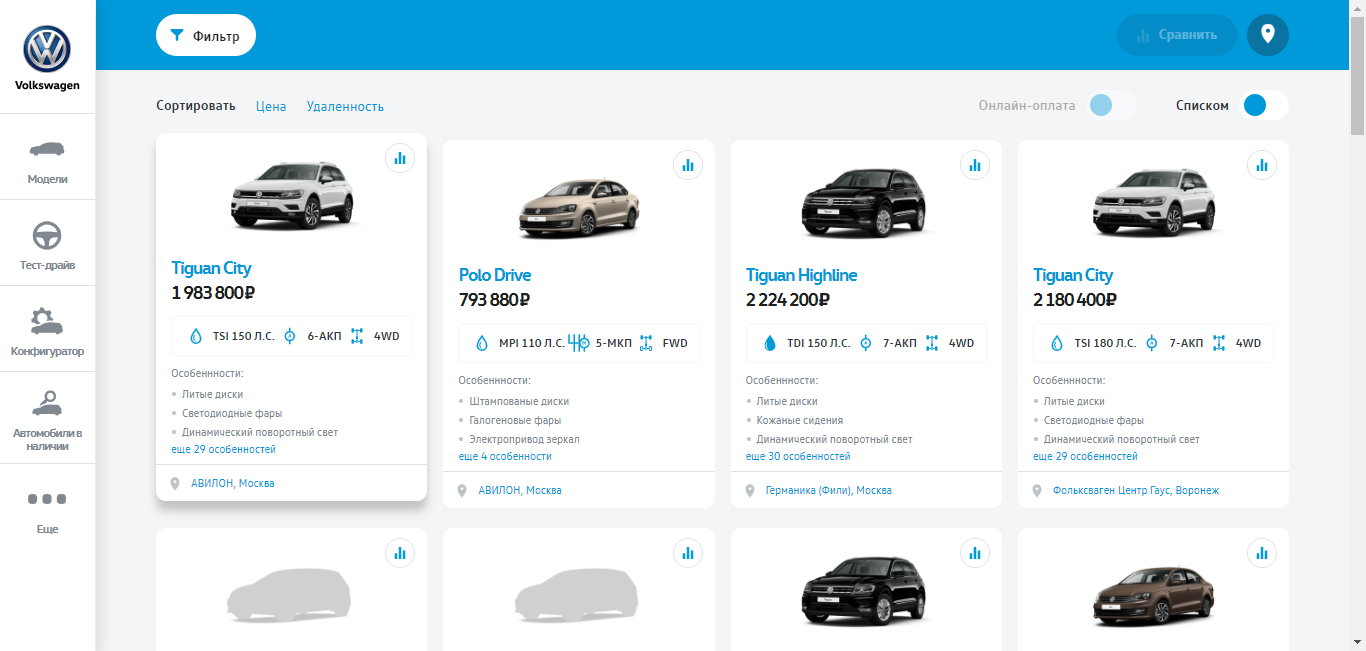 Volkswagen
Модели
Тест-драйв
Конфигуратор
Автомобили в
наличии
Еще
Фильтр
Сравнить
Сортировать Цена Удаленность
Онлайн-оплата Списком
Tiguan City
1 983 800₽
TSI 150 Л.С. 6-АКП 4WD
Особеннности:
Литые диски
Светодиодные фары
Динамический поворотный свет
еще 29 особенностей
АВИЛОН, Москва
Polo Drive
793 880₽
MPI 110 Л.С. 5-МКП FWD
Особеннности:
Штампованые диски
Галогеновые фары
Электропривод зеркал
еще 4 особенности
АВИЛОН, Москва
Tiguan Highline
2 224 200₽
TDI 150 Л.С. 7-АКП 4WD
Особеннности:
Литые диски
Кожаные сидения
Динамический поворотный свет
еще 30 особенностей
Германика (Фили), Москва
Tiguan City
2 180 400₽
TSI 180 Л.С. 7-АКП 4WD
Особеннности:
Литые диски
Светодиодные фары
Динамический поворотный свет
еще 29 особенностей
Фольксваген Центр Гаус, Воронеж